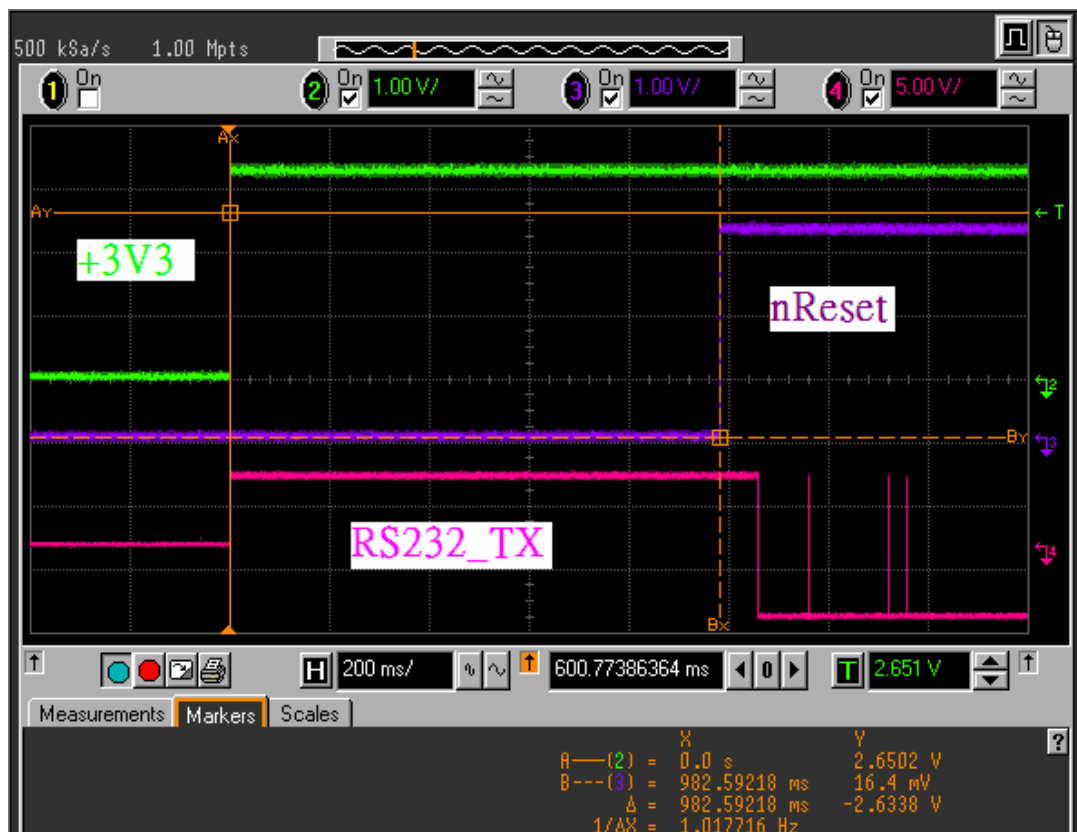 500 kSa/s 1.00 Mpts
1 On 2 On 1.00 V/ 3 On 1.00 V/ 4 On 5.00 V/
Ax
AY T
+3V3
nReset
2
BY 3
RS232_TX 4
Bx
H 200 ms/ 600.77386364 ms 0 T 2.651 V
Measurements Markers Scales
X Y ?
A——(2) = 0.0 s 2.6502 V
B---(3) = 982.59218 ms 16.4 mV
Δ = 982.59218 ms -2.6338 V
1/ΔX = 1.017716 Hz